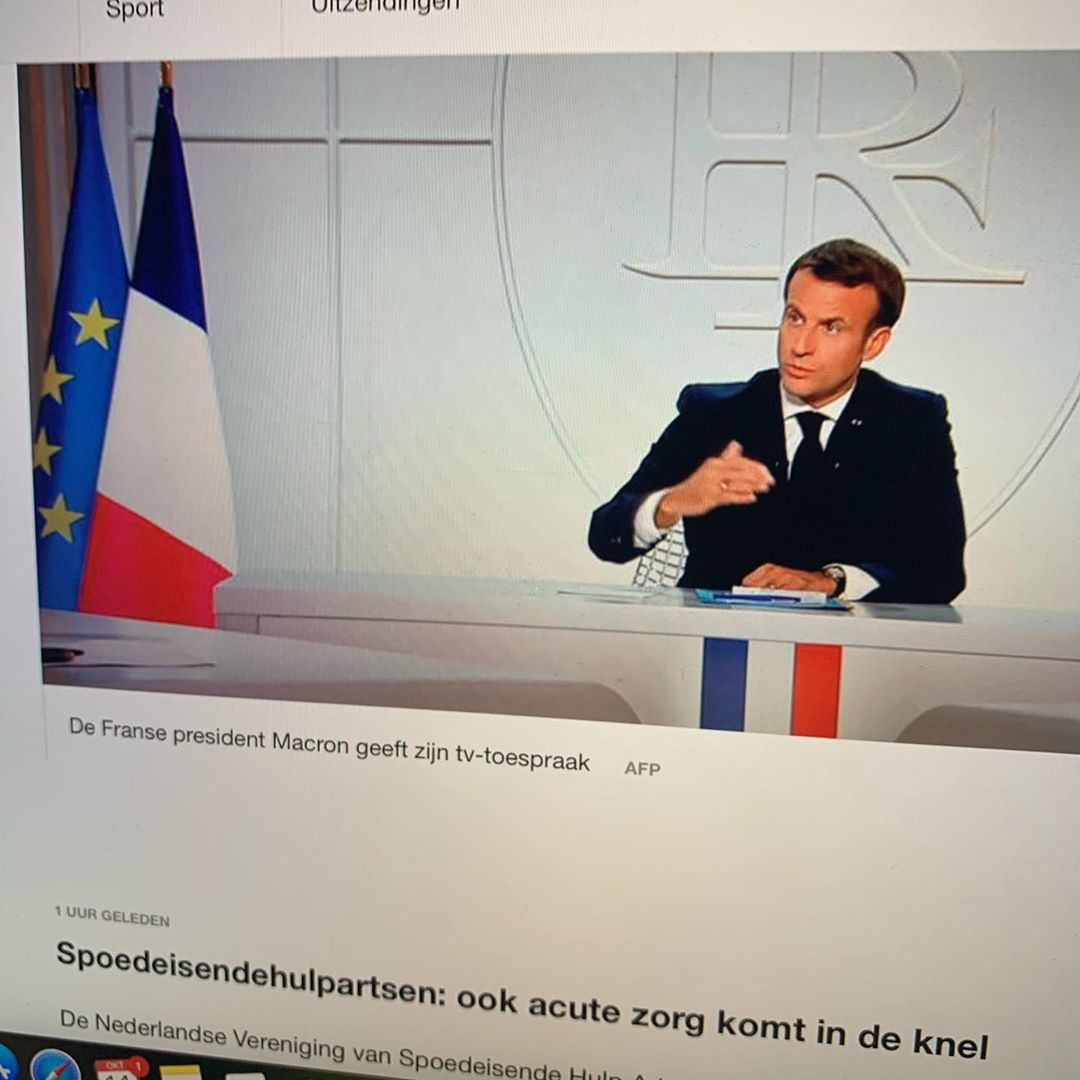 Sport
Uitzendingen
RF
De Franse president Macron geeft zijn tv-toespraak AFP
1 UUR GELEDEN
Spoedeisendehulpartsen: ook acute zorg komt in de knel
De Nederlandse Vereniging van Spoedeisende Hulp
OKT 1